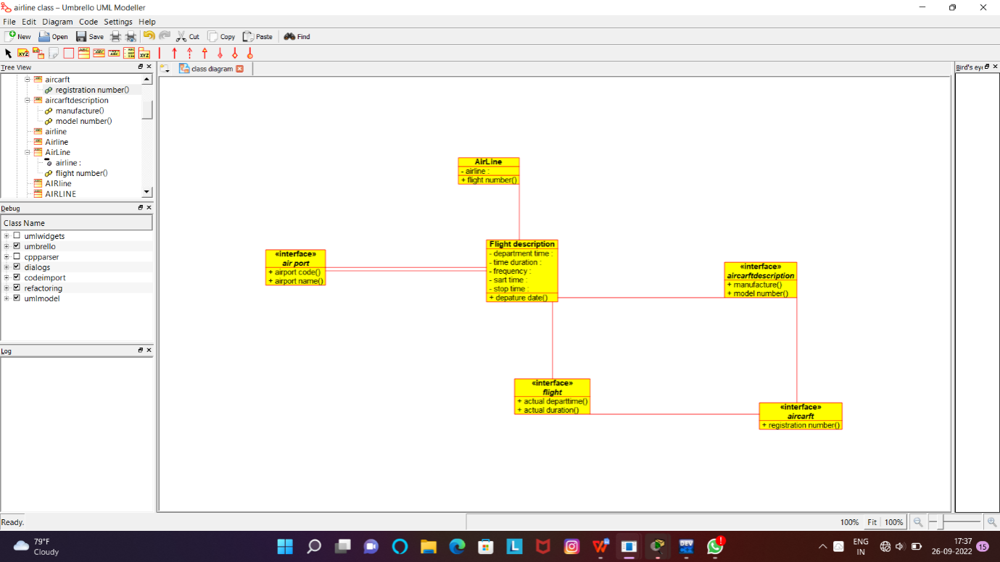 airline class – Umbrello UML Modeller
File Edit Diagram Code Settings Help
New Open Save Cut Copy Paste Find
Tree View
aircarft
registration number()
aircarftdescription
manufacture()
model number()
airline
Airline
AirLine
airline :
flight number()
AIRline
AIRLINE
Debug
Class Name
umlwidgets
umbrello
cppparser
dialogs
codeimport
refactoring
umlmodel
Log
class diagram
Bird's eye
AirLine
- airline :
+ flight number()
«interface»
air port
+ airport code()
+ airport name()
Flight description
- department time :
- time duration :
- frequency :
- sart time :
- stop time :
+ depature date()
«interface»
aircarftdescription
+ manufacture()
+ model number()
«interface»
flight
+ actual departtime()
+ actual duration()
«interface»
aircarft
+ registration number()
Ready.
100% Fit 100%
79°F
Cloudy
ENG
IN
17:37
26-09-2022
15